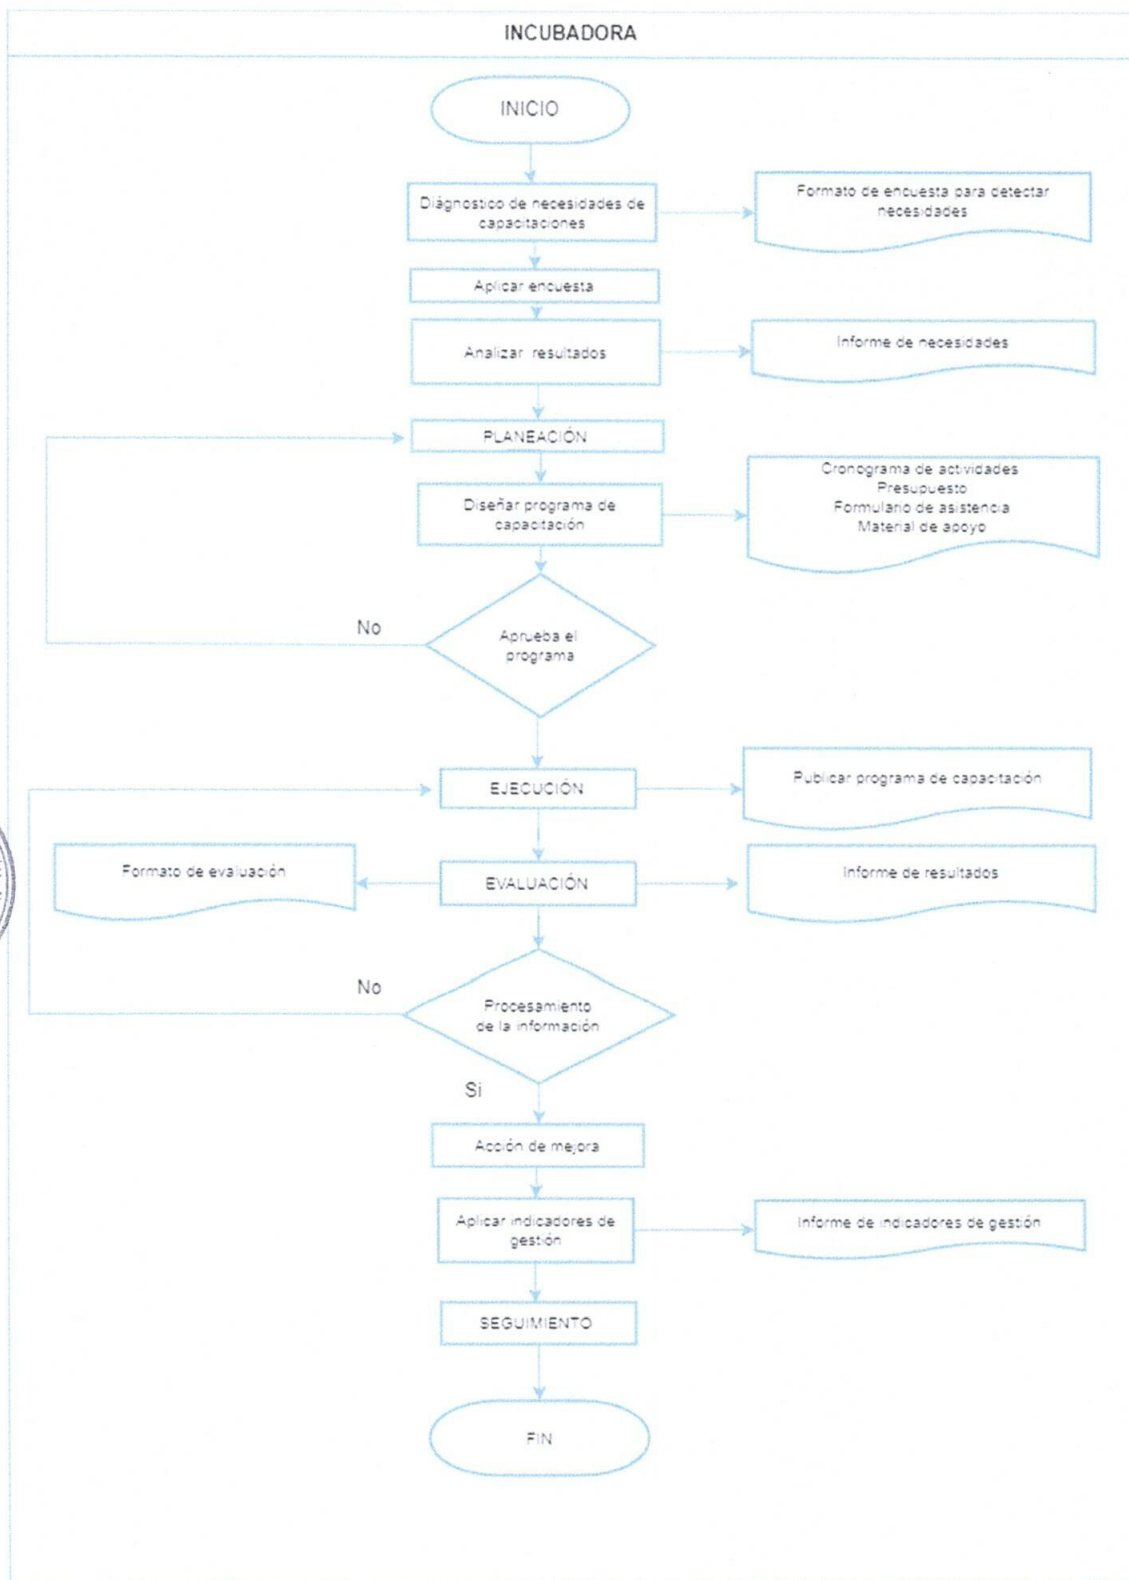 INCUBADORA
INICIO
Diágnostico de necesidades de
capacitaciones
Formato de encuesta para detectar
necesidades
Aplicar encuesta
Analizar resultados
Informe de necesidades
PLANEACIÓN
Diseñar programa de
capacitación
Cronograma de actividades
Presupuesto
Formulario de asistencia
Material de apoyo
No
Aprueba el
programa
EJECUCIÓN
Publicar programa de capacitación
Formato de evaluación
EVALUACIÓN
Informe de resultados
No
Procesamiento
de la información
Si
Acción de mejora
Aplicar indicadores de
gestión
Informe de indicadores de gestión
SEGUIMIENTO
FIN